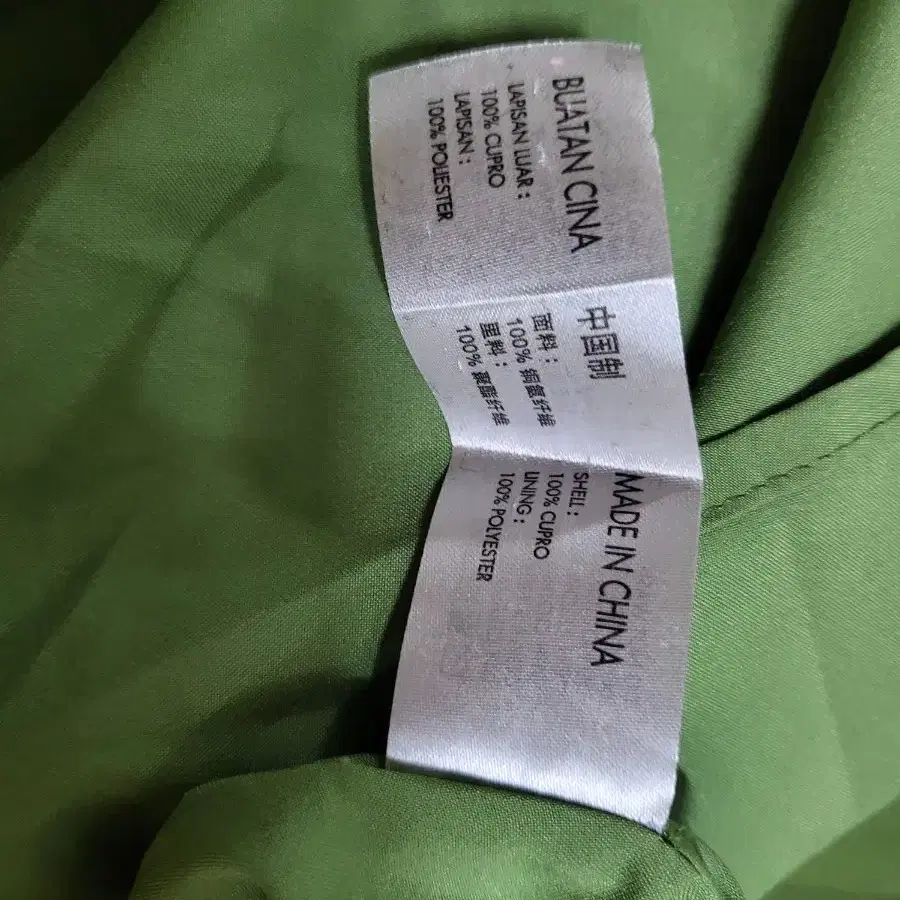 BUATAN CINA
LAPISAN LUAR :
100% CUPRO
LAPISAN :
100% POLIESTER
中国制
面料 :
100% 铜氨纤维
里料 :
100% 聚酯纤维
MADE IN CHINA
SHELL :
100% CUPRO
LINING :
100% POLYESTER